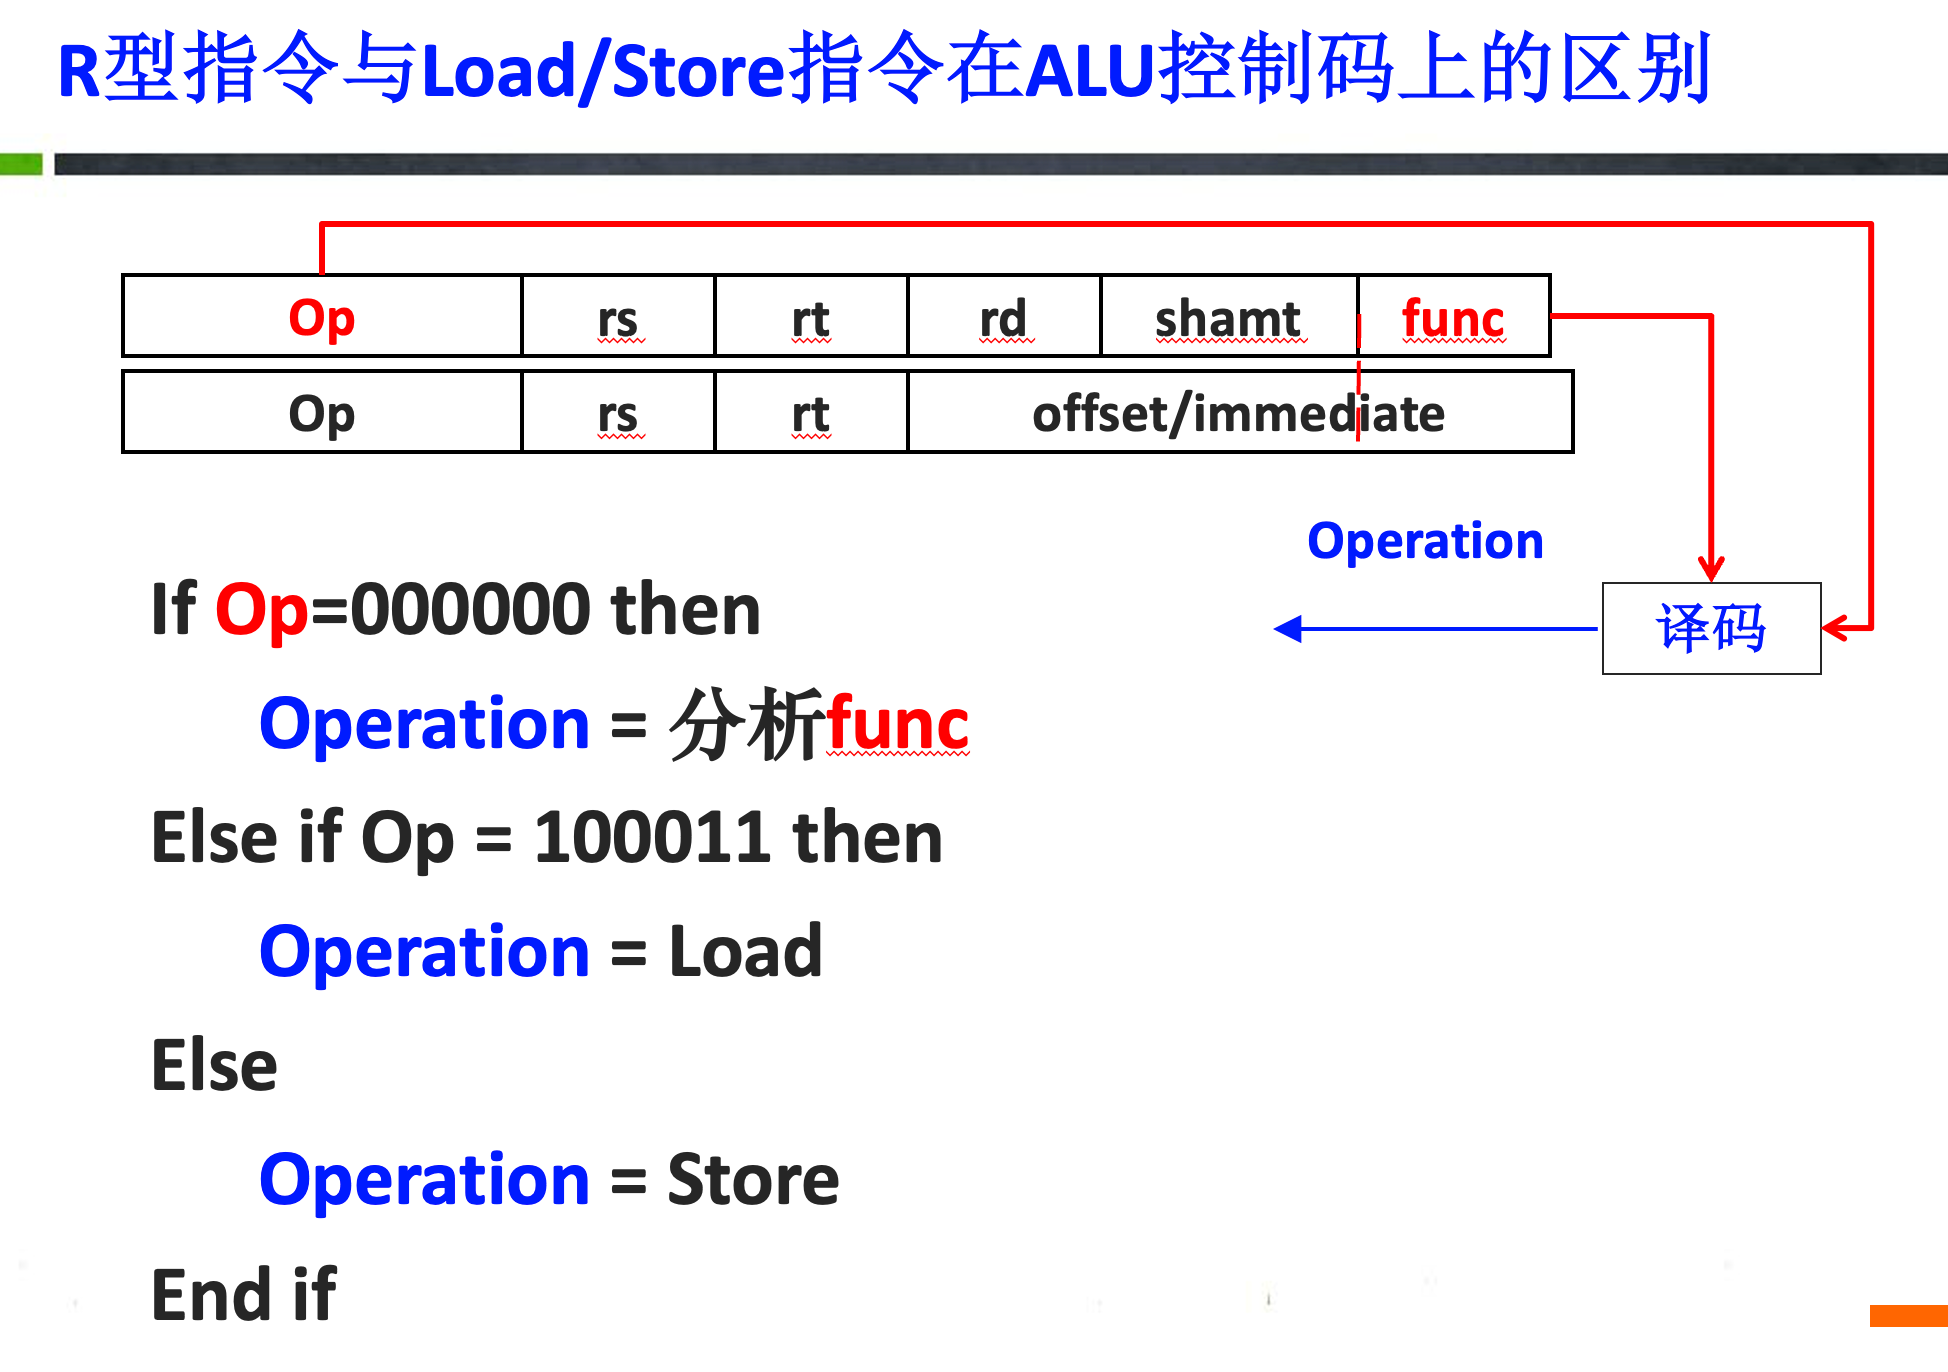 R型指令与Load/Store指令在ALU控制码上的区别
Op rs rt rd shamt func
Op rs rt offset/immediate
Operation
译码
If Op=000000 then
Operation = 分析func
Else if Op = 100011 then
Operation = Load
Else
Operation = Store
End if